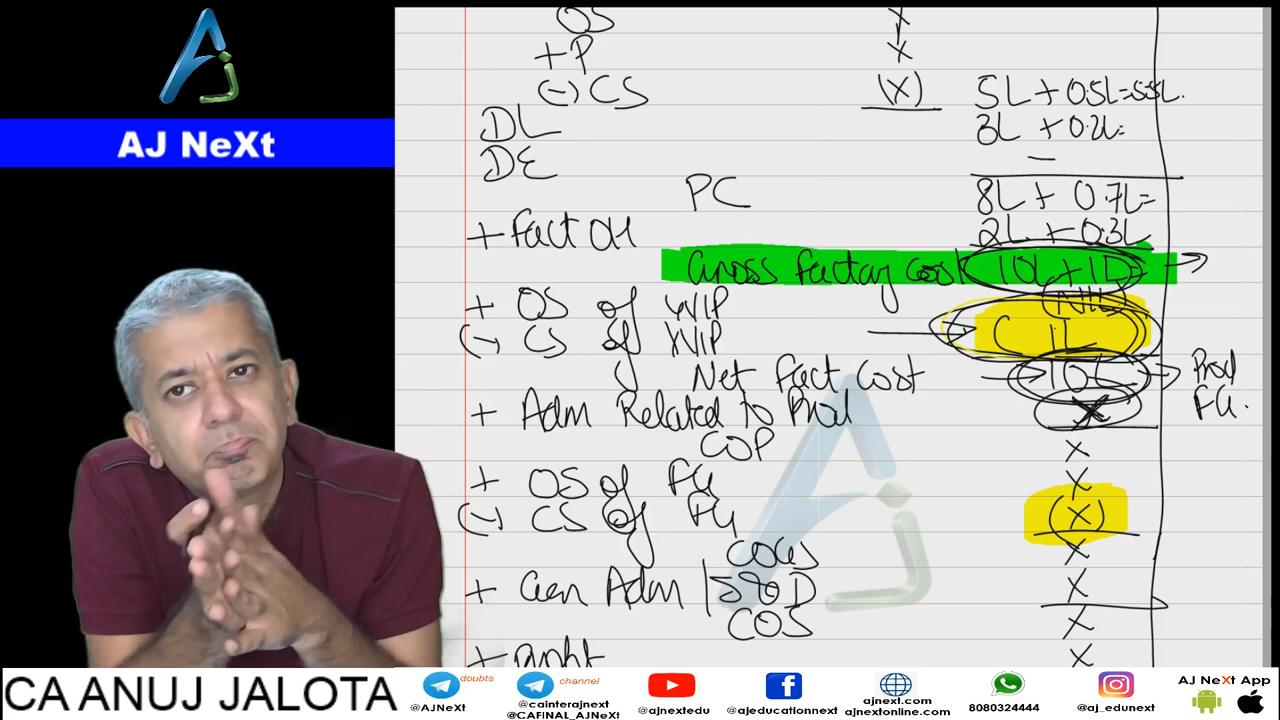 AJ NeXt
OS X
+P X
(-) CS (X) 5L + 0.5L=5.5L.
DL 3L + 0.2L=
DE —
PC 8L + 0.7L=
+ Fact OH 2L + 0.3L
Gross Factory cost 10L + 1L= →
+ OS of WIP (Nil)
(-) CS of WIP ( 1L )
Net Fact Cost 10L → Prod
+ Adm Related to Prod X FG.
COP X
+ OS of FG X
(-) CS of FG (X)
COGS X
+ Gen Adm | S&D X
COS X
+ Profit X
CA ANUJ JALOTA
doubts
@AJNeXt
channel
@cainterajnext
@CAFINAL_AJNeXt
@ajnextedu
@ajeducationnext
ajnext.com
ajnextonline.com
8080324444
@aj_edunext
AJ NeXt App